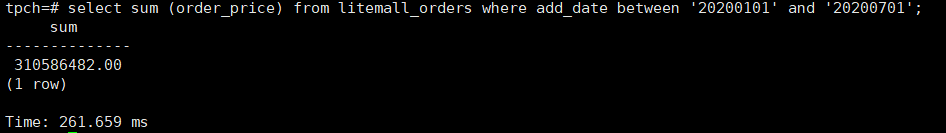 tpch=# select sum (order_price) from litemall_orders where add_date between '20200101' and '20200701';
sum
--------------
310586482.00
(1 row)
Time: 261.659 ms